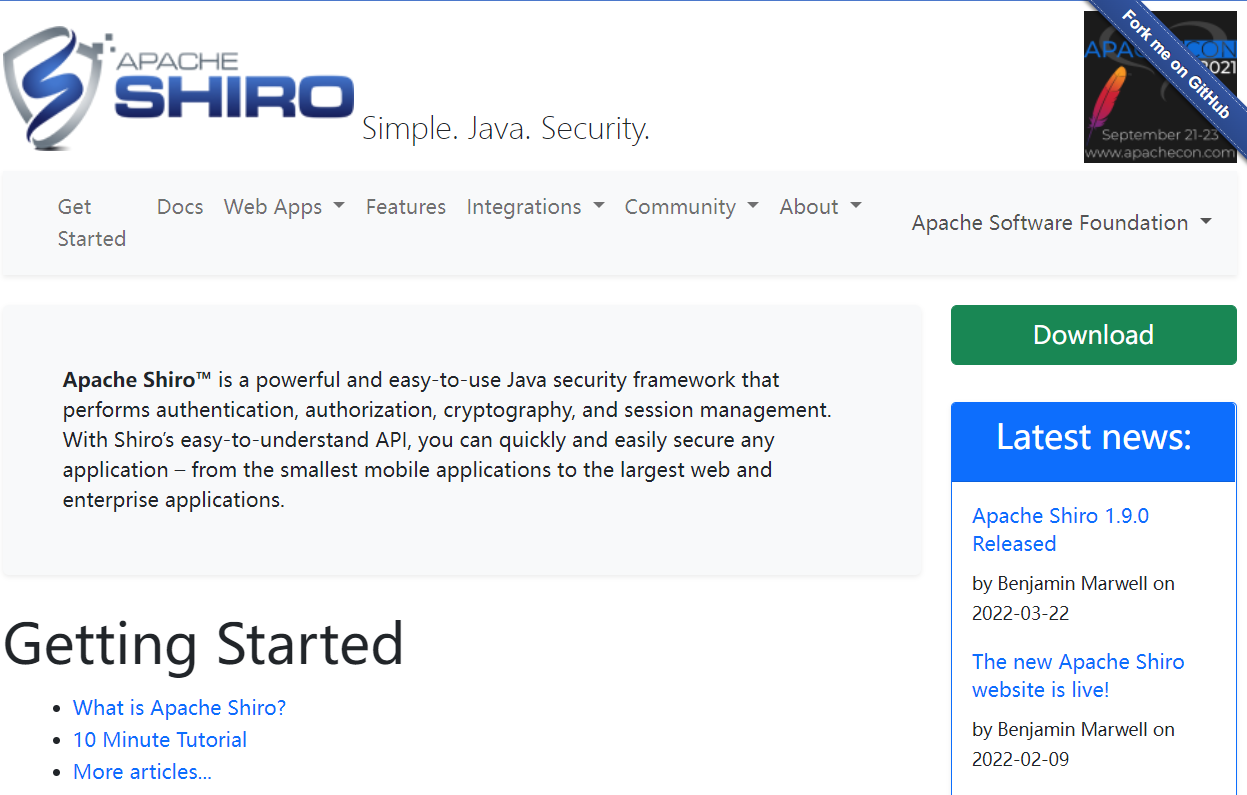 APACHE
SHIRO
Simple. Java. Security.
APACHECON
2021
September 21-23
www.apachecon.com
Fork me on GitHub
Get Started
Docs
Web Apps
Features
Integrations
Community
About
Apache Software Foundation
Apache Shiro™ is a powerful and easy-to-use Java security framework that
performs authentication, authorization, cryptography, and session management.
With Shiro’s easy-to-understand API, you can quickly and easily secure any
application – from the smallest mobile applications to the largest web and
enterprise applications.
Getting Started
What is Apache Shiro?
10 Minute Tutorial
More articles...
Download
Latest news:
Apache Shiro 1.9.0
Released
by Benjamin Marwell on
2022-03-22
The new Apache Shiro
website is live!
by Benjamin Marwell on
2022-02-09